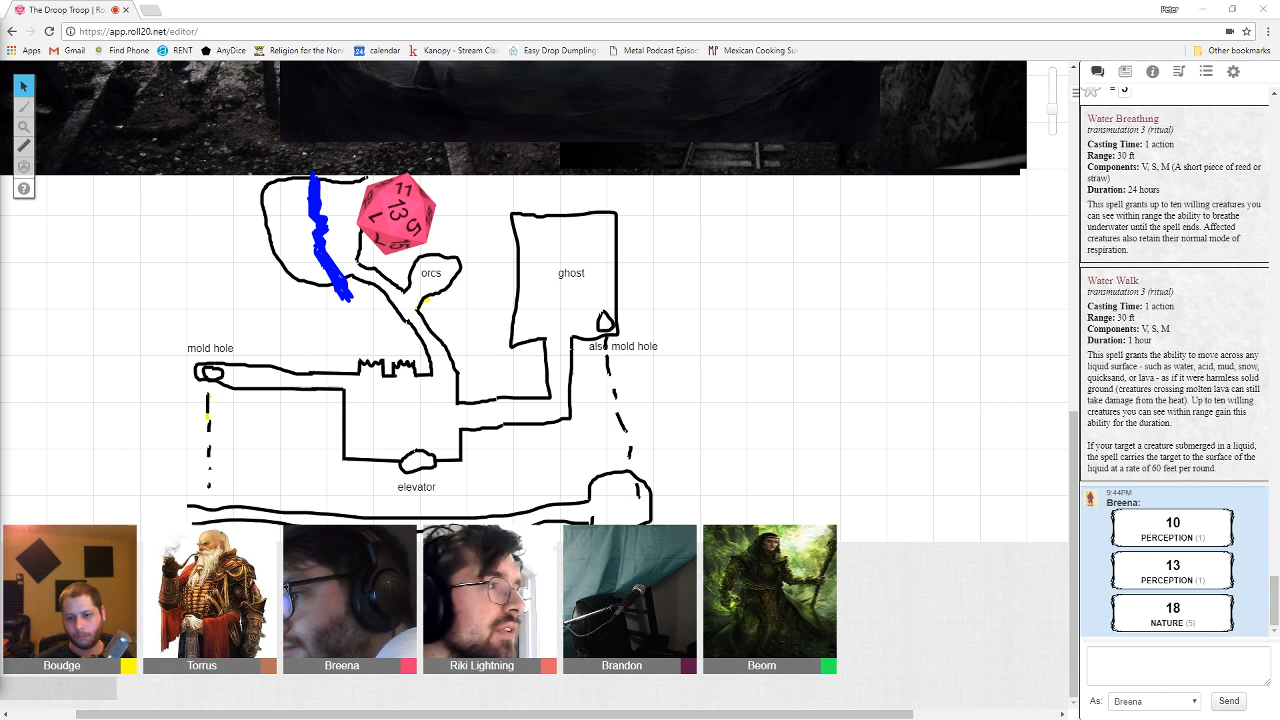 The Droop Troop | Ro
Peter
https://app.roll20.net/editor/
Apps
Gmail
Find Phone
RENT
AnyDice
Religion for the Non
24 calendar
Kangey - Stream Cla
Easy Drop Dumpling
Metal Podcast Episod
Mexican Cooking Su
Other bookmarks
11
13
5
7
15
orcs
ghost
also mold hole
mold hole
elevator
Boudge
Torrus
Breena
Riki Lightning
Brandon
Beom
Water Breathing
transmutation 3 (ritual)
Casting Time: 1 action
Range: 30 ft
Components: V, S, M (A short piece of reed or
straw)
Duration: 24 hours
This spell grants up to ten willing creatures you
can see within range the ability to breathe
underwater until the spell ends. Affected
creatures also retain their normal mode of
respiration.
Water Walk
transmutation 3 (ritual)
Casting Time: 1 action
Range: 30 ft
Components: V, S, M
Duration: 1 hour
This spell grants the ability to move across any
liquid surface - such as water, acid, mud, snow,
quicksand, or lava - as if it were harmless solid
ground (creatures crossing molten lava can still
take damage from the heat). Up to ten willing
creatures you can see within range gain this
ability for the duration.
If your target a creature submerged in a liquid,
the spell carries the target to the surface of the
liquid at a rate of 60 feet per round.
9:44PM
Breena:
10
PERCEPTION (1)
13
PERCEPTION (1)
18
NATURE (5)
As: Breena
Send